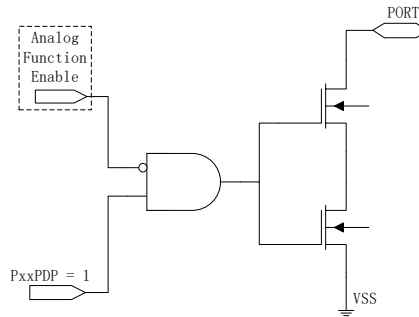 PORT
Analog
Function
Enable
PxxPDP = 1
VSS